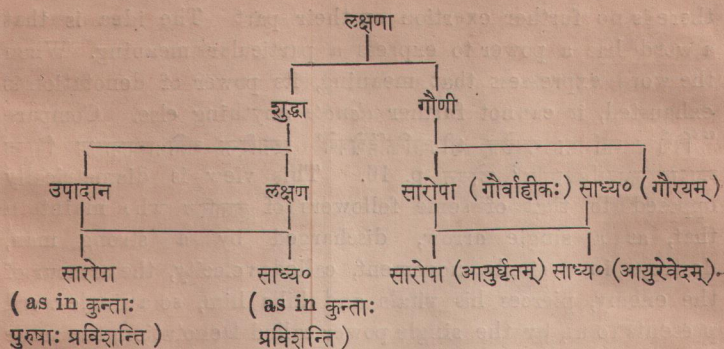 लक्षणा
शुद्धा गौणी
उपादान लक्षण सारोपा (गौर्वाहीकः) साध्य० (गौरयम्)
सारोपा साध्य० सारोपा (आयुर्घृतम्) साध्य० (आयुरेवेदम्).
( as in कुन्ताः ( as in कुन्ताः
पुरुषाः प्रविशन्ति ) प्रविशन्ति )